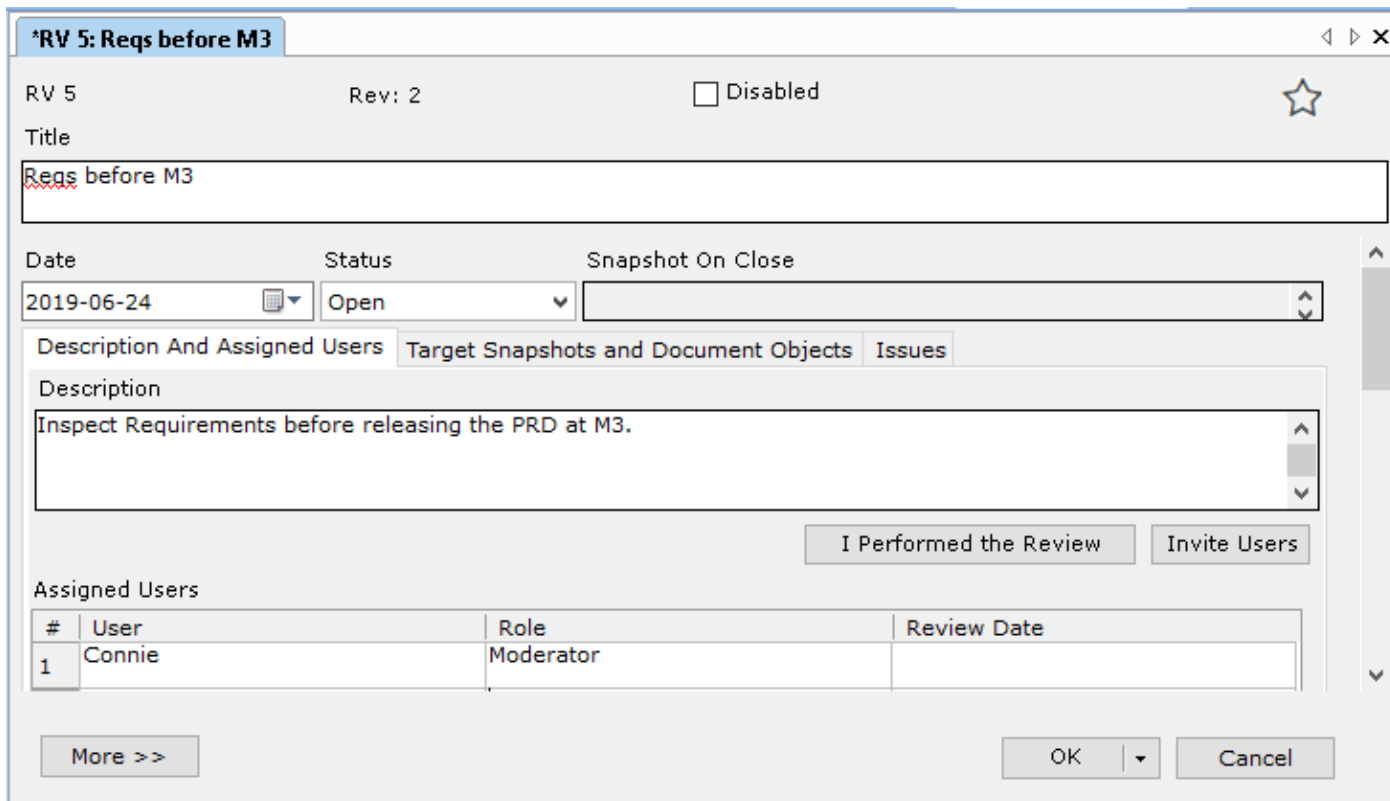 *RV 5: Reqs before M3
RV 5 Rev: 2 Disabled
Title
Reqs before M3
Date Status Snapshot On Close
2019-06-24 Open
Description And Assigned Users Target Snapshots and Document Objects Issues
Description
Inspect Requirements before releasing the PRD at M3.
I Performed the Review Invite Users
Assigned Users
# User Role Review Date
1 Connie Moderator
More >> OK Cancel